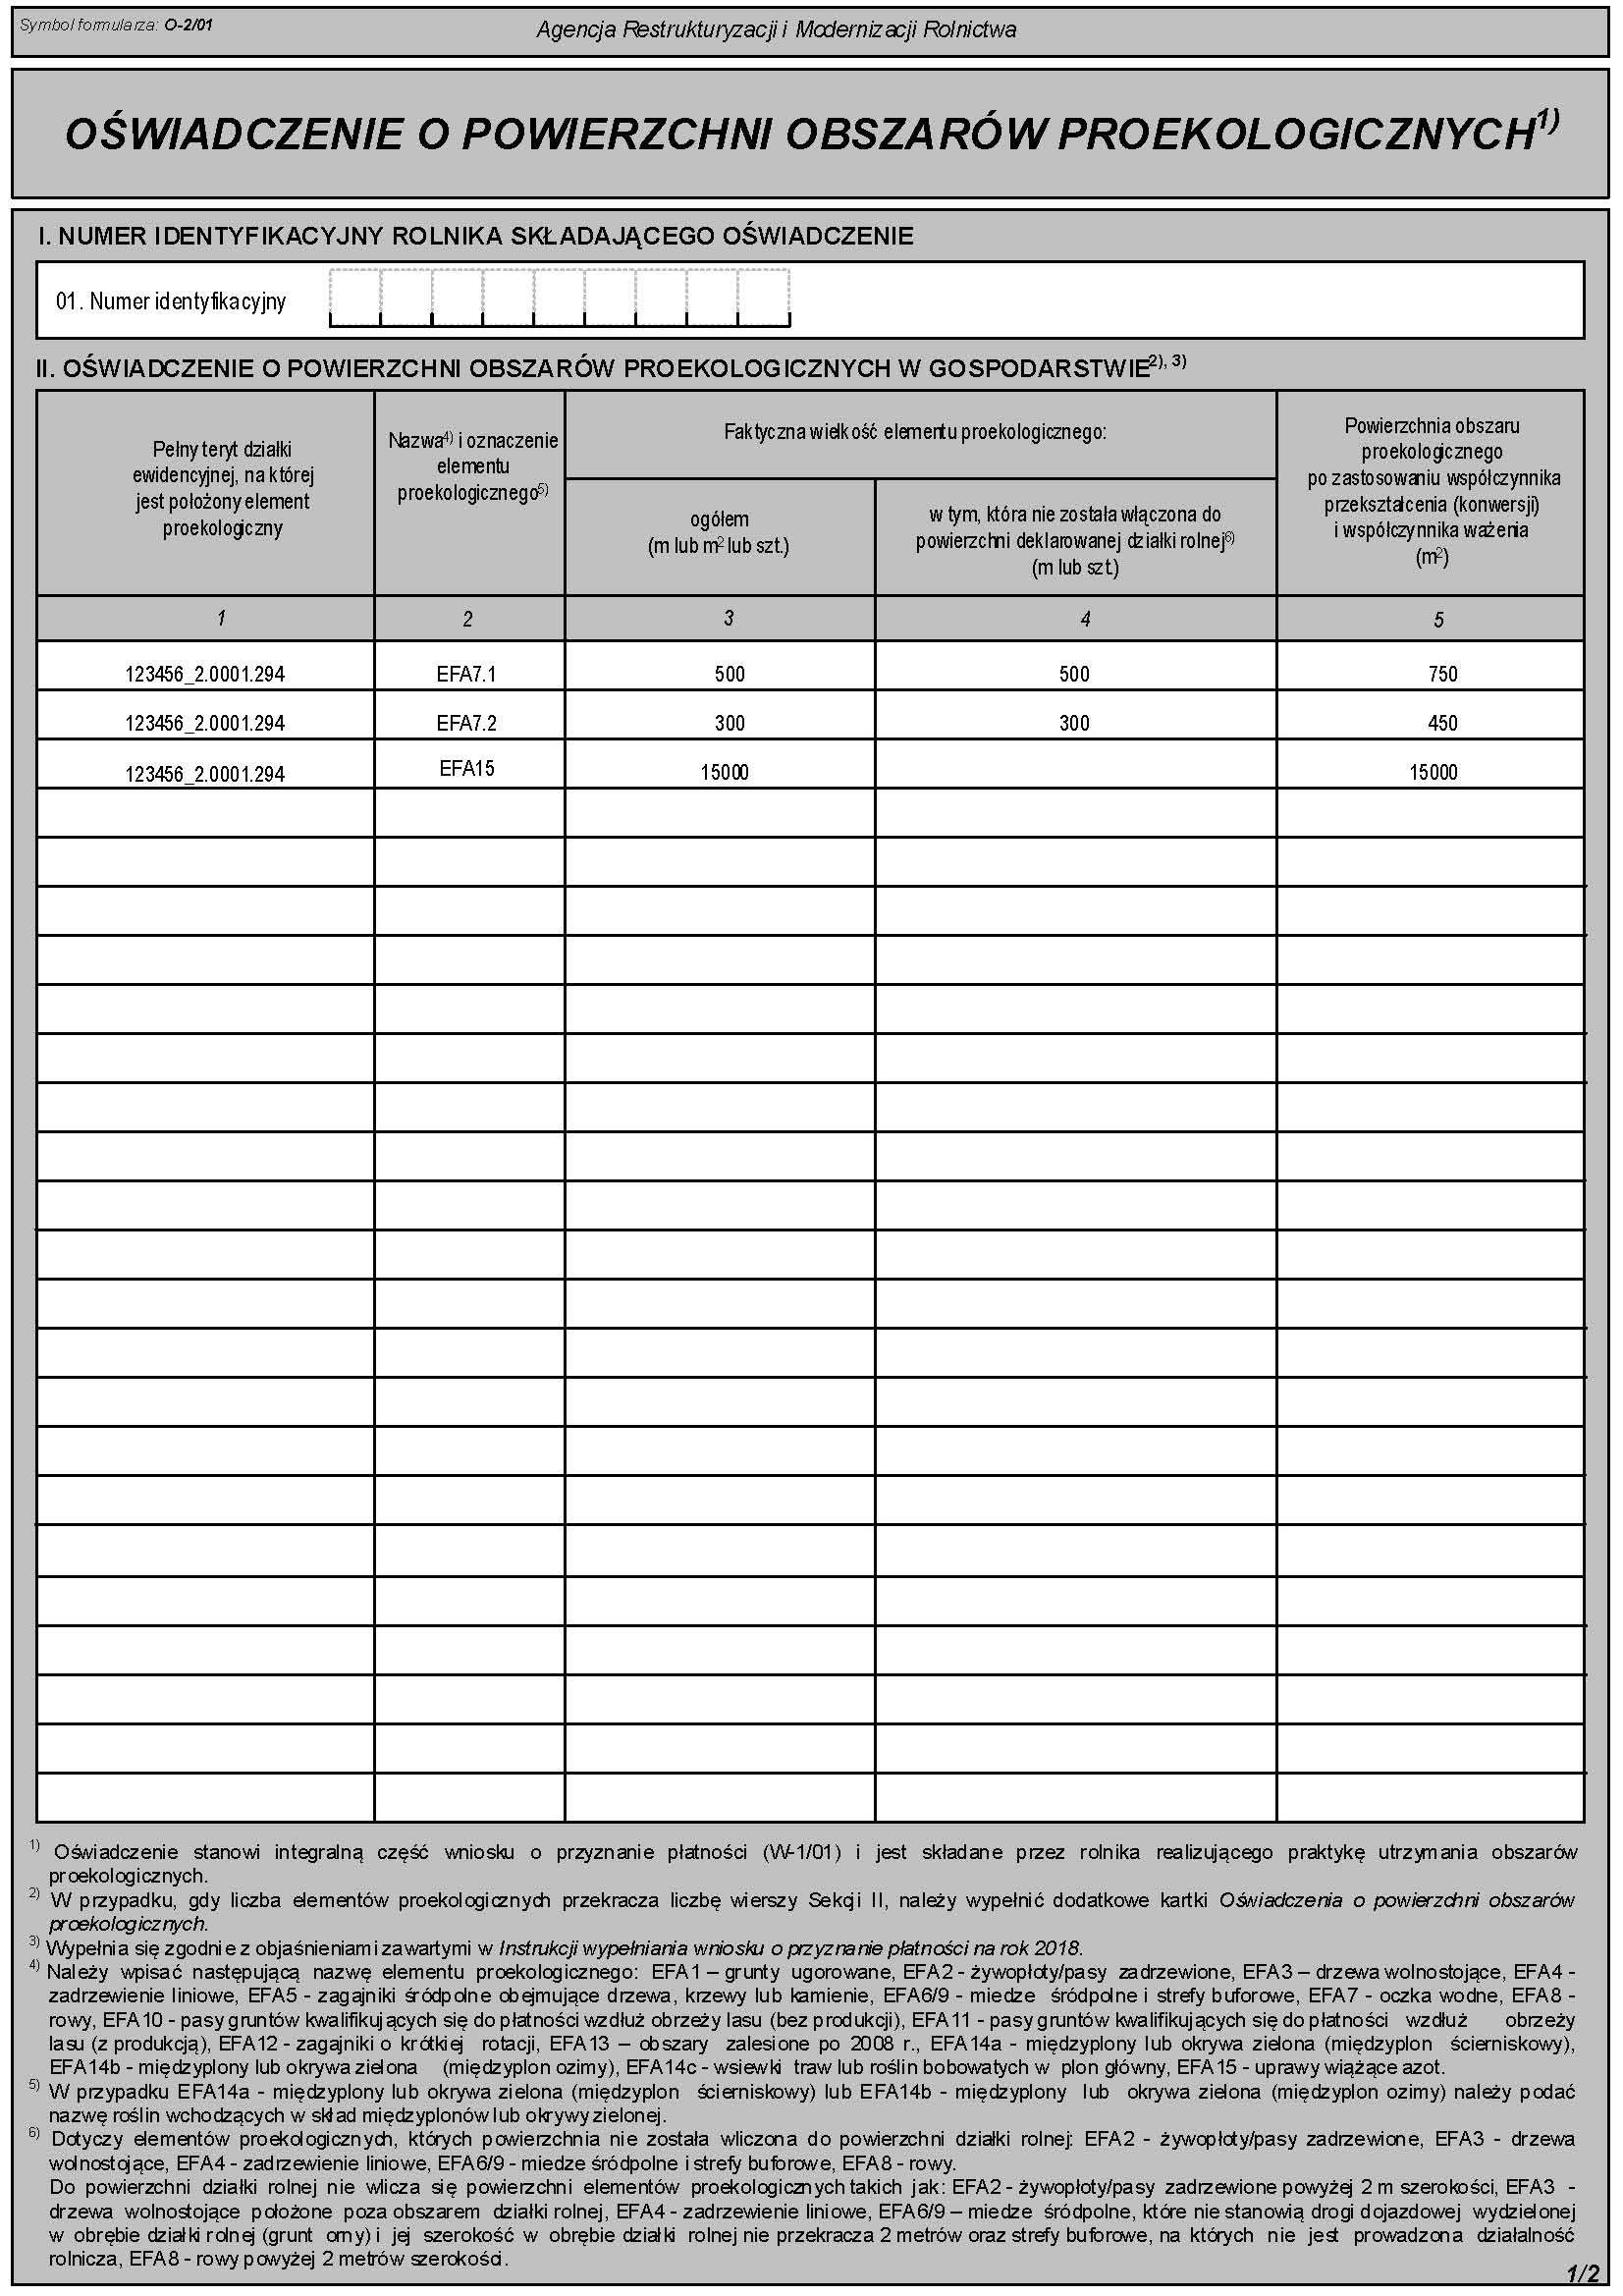 Symbol formularza: O-2/01
Agencja Restrukturyzacji i Modernizacji Rolnictwa
OŚWIADCZENIE O POWIERZCHNI OBSZARÓW PROEKOLOGICZNYCH1)
I. NUMER IDENTYFIKACYJNY ROLNIKA SKŁADAJĄCEGO OŚWIADCZENIE
01. Numer identyfikacyjny
II. OŚWIADCZENIE O POWIERZCHNI OBSZARÓW PROEKOLOGICZNYCH W GOSPODARSTWIE2), 3)
Pełny teryt działki
ewidencyjnej, na której
jest położony element
proekologiczny
Nazwa4) i oznaczenie
elementu
proekologicznego5)
Faktyczna wielkość elementu proekologicznego:
ogółem
(m lub m2 lub szt.)
w tym, która nie została włączona do
powierzchni deklarowanej działki rolnej6)
(m lub szt.)
Powierzchnia obszaru
proekologicznego
po zastosowaniu współczynnika
przekształcenia (konwersji)
i współczynnika ważenia
(m2)
1 2 3 4 5
123456_2.0001.294 EFA7.1 500 500 750
123456_2.0001.294 EFA7.2 300 300 450
123456_2.0001.294 EFA15 15000 15000
1) Oświadczenie stanowi integralną część wniosku o przyznanie płatności (W-1/01) i jest składane przez rolnika realizującego praktykę utrzymania obszarów
proekologicznych.
2) W przypadku, gdy liczba elementów proekologicznych przekracza liczbę wierszy Sekcji II, należy wypełnić dodatkowe kartki Oświadczenia o powierzchni obszarów
proekologicznych.
3) Wypełnia się zgodnie z objaśnieniami zawartymi w Instrukcji wypełniania wniosku o przyznanie płatności na rok 2018.
4) Należy wpisać następującą nazwę elementu proekologicznego: EFA1 – grunty ugorowane, EFA2 - żywopłoty/pasy zadrzewione, EFA3 – drzewa wolnostojące, EFA4 -
zadrzewienie liniowe, EFA5 - zagajniki śródpolne obejmujące drzewa, krzewy lub kamienie, EFA6/9 - miedze śródpolne i strefy buforowe, EFA7 - oczka wodne, EFA8 -
rowy, EFA10 - pasy gruntów kwalifikujących się do płatności wzdłuż obrzeży lasu (bez produkcji), EFA11 - pasy gruntów kwalifikujących się do płatności wzdłuż obrzeży
lasu (z produkcją), EFA12 - zagajniki o krótkiej rotacji, EFA13 – obszary zalesione po 2008 r., EFA14a - międzyplony lub okrywa zielona (międzyplon ścierniskowy),
EFA14b - międzyplony lub okrywa zielona (międzyplon ozimy), EFA14c - wsiewki traw lub roślin bobowatych w plon główny, EFA15 - uprawy wiążące azot.
5) W przypadku EFA14a - międzyplony lub okrywa zielona (międzyplon ścierniskowy) lub EFA14b - międzyplony lub okrywa zielona (międzyplon ozimy) należy podać
nazwę roślin wchodzących w skład międzyplonów lub okrywy zielonej.
6) Dotyczy elementów proekologicznych, których powierzchnia nie została wliczona do powierzchni działki rolnej: EFA2 - żywopłoty/pasy zadrzewione, EFA3 - drzewa
wolnostojące, EFA4 - zadrzewienie liniowe, EFA6/9 - miedze śródpolne i strefy buforowe, EFA8 - rowy.
Do powierzchni działki rolnej nie wlicza się powierzchni elementów proekologicznych takich jak: EFA2 - żywopłoty/pasy zadrzewione powyżej 2 m szerokości, EFA3 -
drzewa wolnostojące położone poza obszarem działki rolnej, EFA4 - zadrzewienie liniowe, EFA6/9 – miedze śródpolne, które nie stanowią drogi dojazdowej wydzielonej
w obrębie działki rolnej (grunt orny) i jej szerokość w obrębie działki rolnej nie przekracza 2 metrów oraz strefy buforowe, na których nie jest prowadzona działalność
rolnicza, EFA8 - rowy powyżej 2 metrów szerokości.
1/2